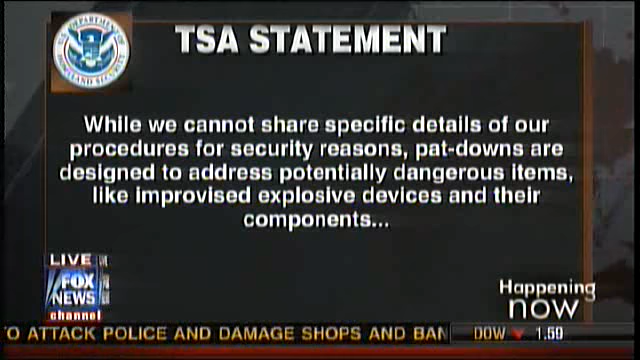 TSA STATEMENT
While we cannot share specific details of our
procedures for security reasons, pat-downs are
designed to address potentially dangerous items,
like improvised explosive devices and their
components...
LIVE
FOX
NEWS
channel
Happening
now
TO ATTACK POLICE AND DAMAGE SHOPS AND BAN
DOW 1.59